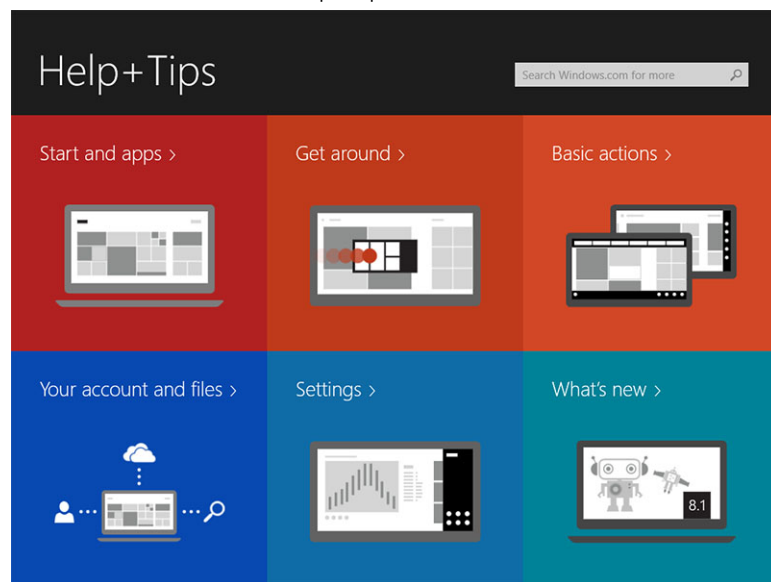 Help+Tips
Search Windows.com for more
Start and apps >
Get around >
Basic actions >
Your account and files >
Settings >
What's new >
8.1